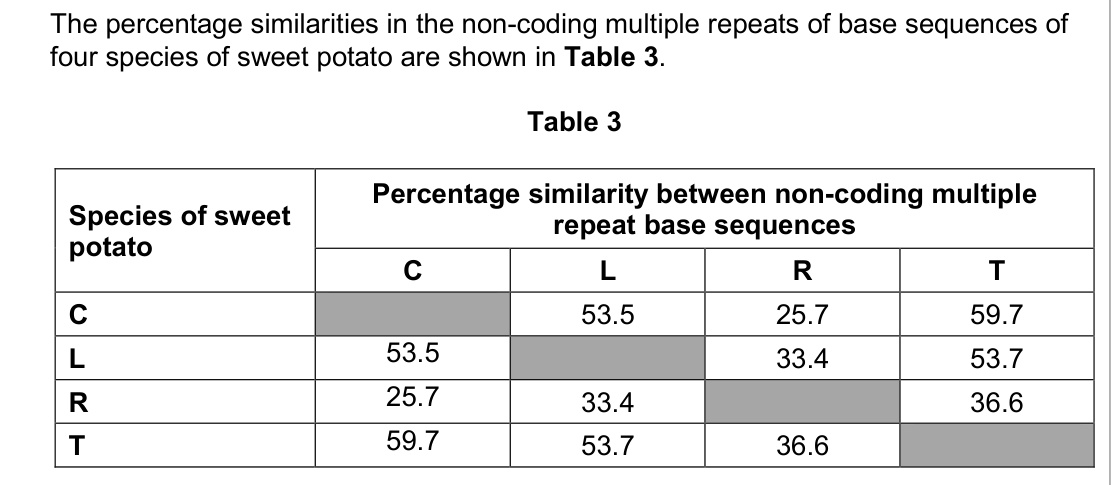 The percentage similarities in the non-coding multiple repeats of base sequences of
four species of sweet potato are shown in Table 3.
Table 3
Species of sweet potato
Percentage similarity between non-coding multiple
repeat base sequences
C L R T
C 53.5 25.7 59.7
L 53.5 33.4 53.7
R 25.7 33.4 36.6
T 59.7 53.7 36.6